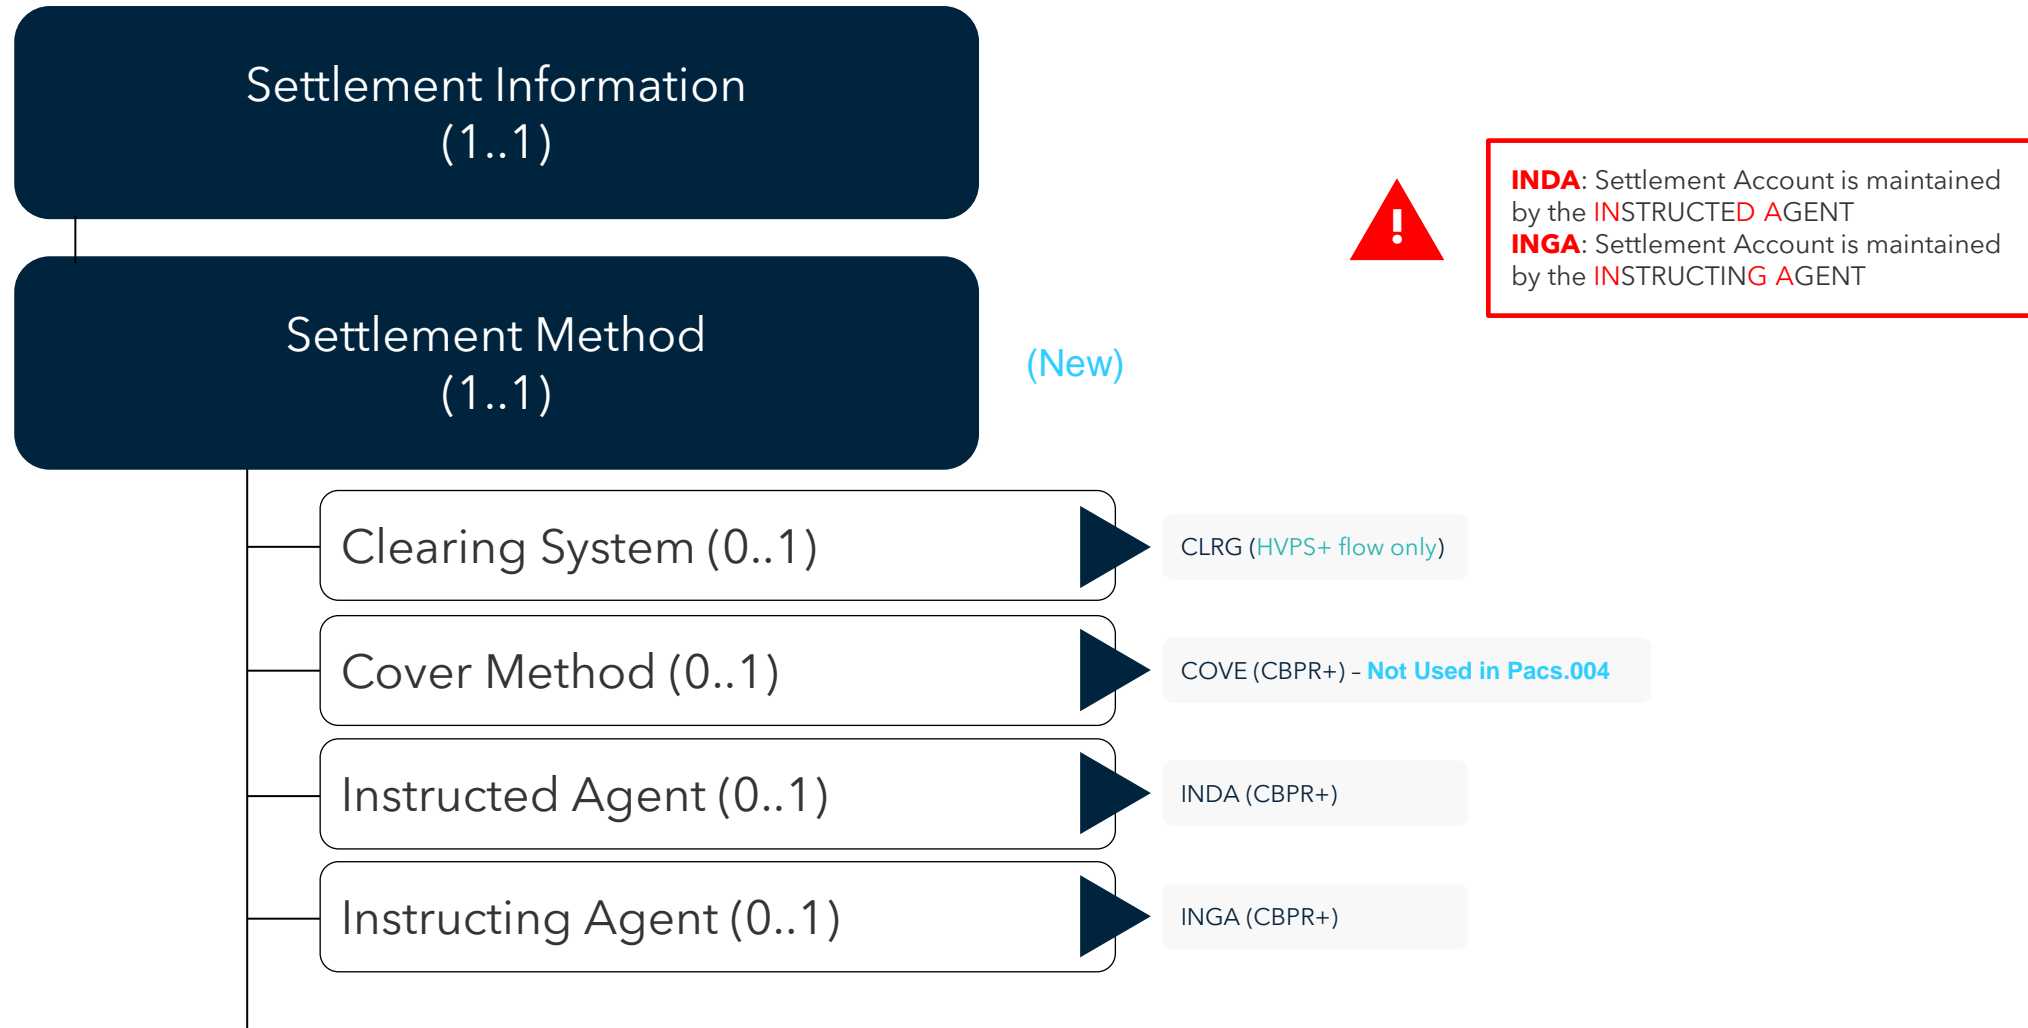 Settlement Information
(1..1)
INDA: Settlement Account is maintained
by the INSTRUCTED AGENT
INGA: Settlement Account is maintained
by the INSTRUCTING AGENT
!
Settlement Method
(1..1)
(New)
Clearing System (0..1)
CLRG (HVPS+ flow only)
Cover Method (0..1)
COVE (CBPR+) – Not Used in Pacs.004
Instructed Agent (0..1)
INDA (CBPR+)
Instructing Agent (0..1)
INGA (CBPR+)